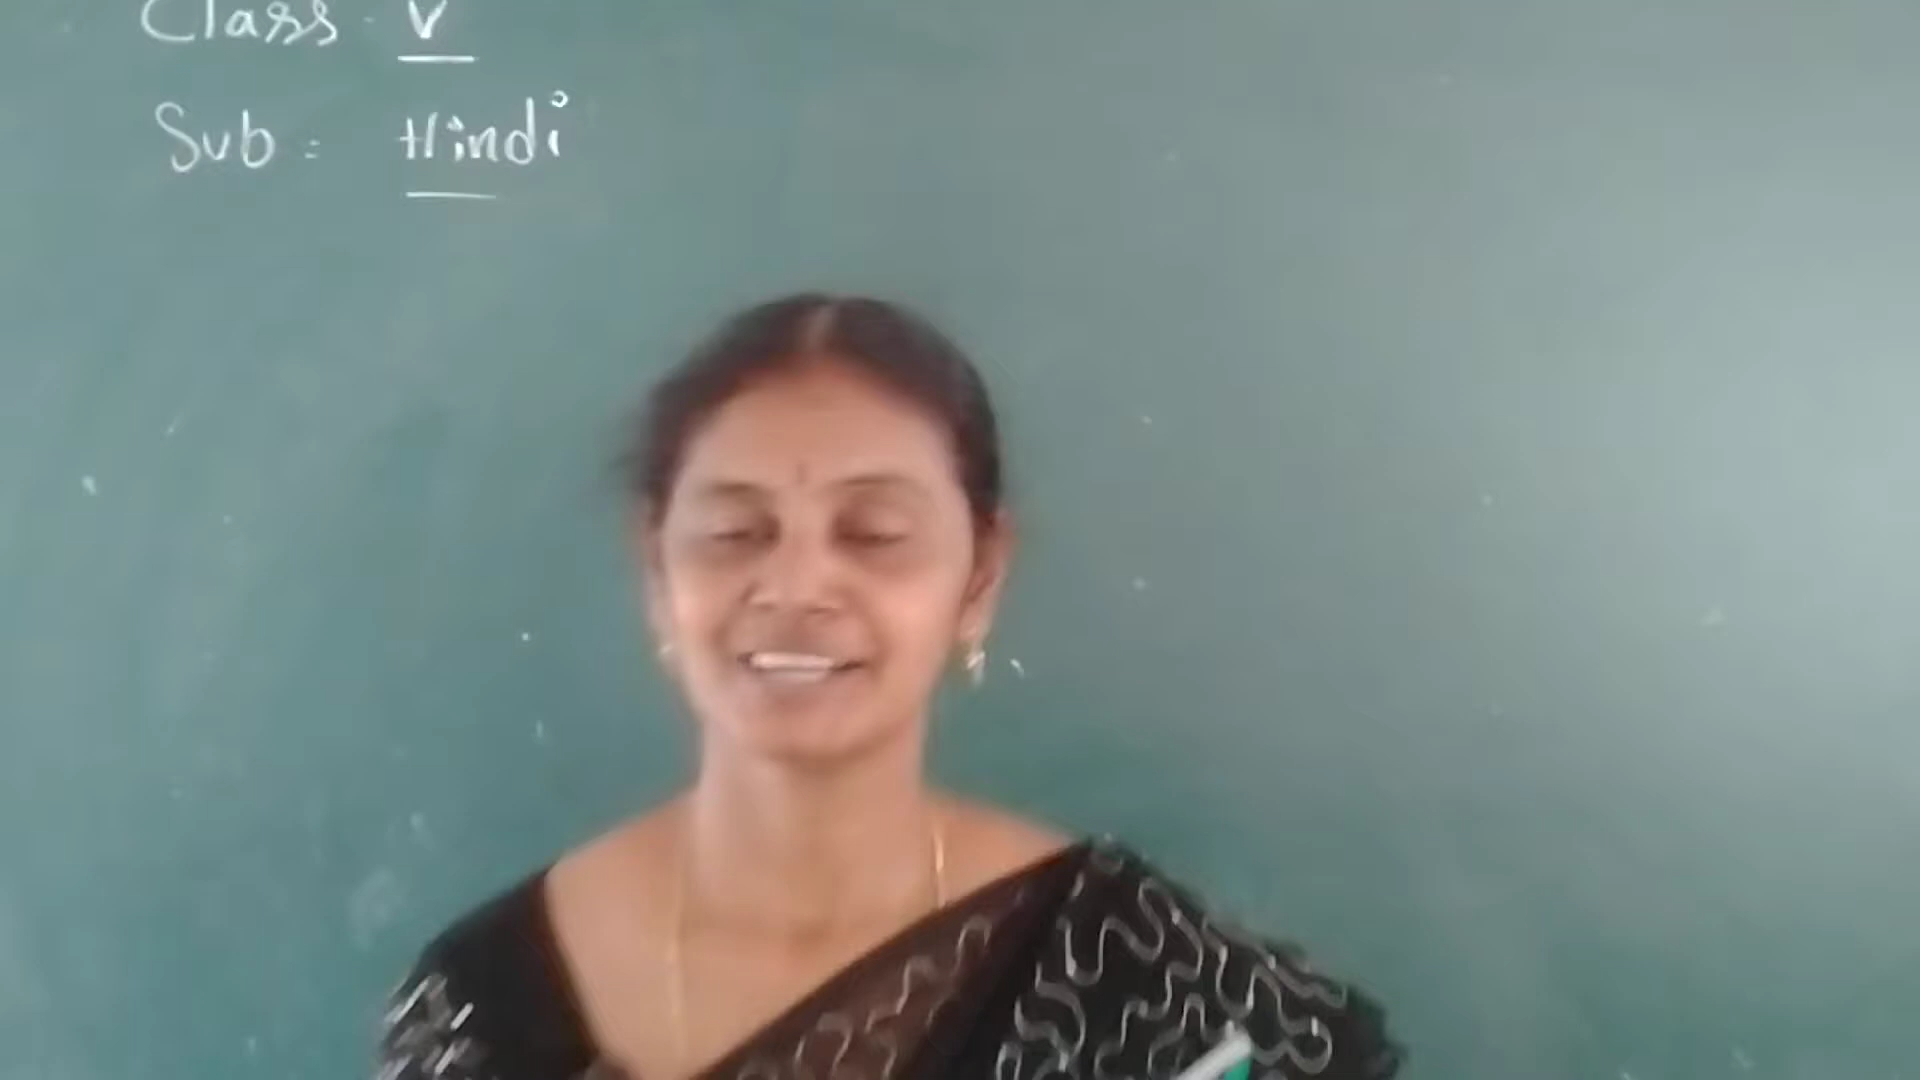 Class - V
Sub = Hindi